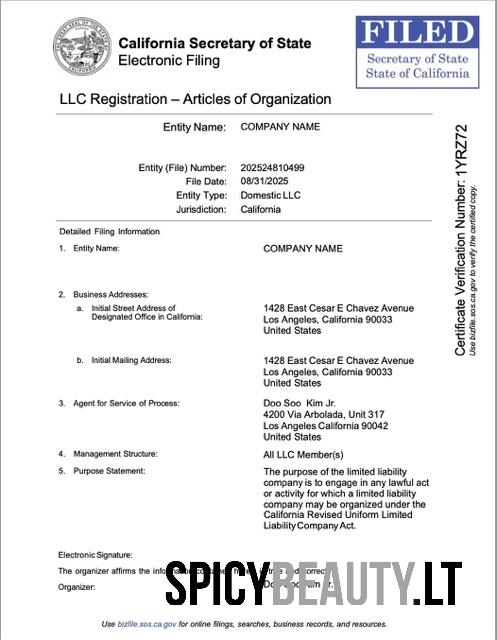 California Secretary of State
Electronic Filing
FILED
Secretary of State
State of California
LLC Registration – Articles of Organization
Entity Name: COMPANY NAME
Entity (File) Number: 202524810499
File Date: 08/31/2025
Entity Type: Domestic LLC
Jurisdiction: California
Detailed Filing Information
1. Entity Name: COMPANY NAME
2. Business Addresses:
a. Initial Street Address of
Designated Office in California:
1428 East Cesar E Chavez Avenue
Los Angeles, California 90033
United States
b. Initial Mailing Address:
1428 East Cesar E Chavez Avenue
Los Angeles, California 90033
United States
3. Agent for Service of Process:
Doo Soo Kim Jr.
4200 Via Arbolada, Unit 317
Los Angeles California 90042
United States
4. Management Structure: All LLC Member(s)
5. Purpose Statement:
The purpose of the limited liability
company is to engage in any lawful act
or activity for which a limited liability
company may be organized under the
California Revised Uniform Limited
Liability Company Act.
Electronic Signature:
The organizer affirms the
Organizer:
SPICYBEAUTY.LT
Use bizfile.sos.ca.gov for online filings, searches, business records, and resources.
Certificate Verification Number: 1YRZ72
Use bizfile.sos.ca.gov to verify the certified copy.